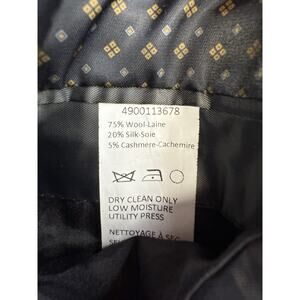 4900113678
75% Wool-Laine
20% Silk-Soie
5% Cashmere-Cachemire
DRY CLEAN ONLY
LOW MOISTURE
UTILITY PRESS
NETTOYAGE À SEC